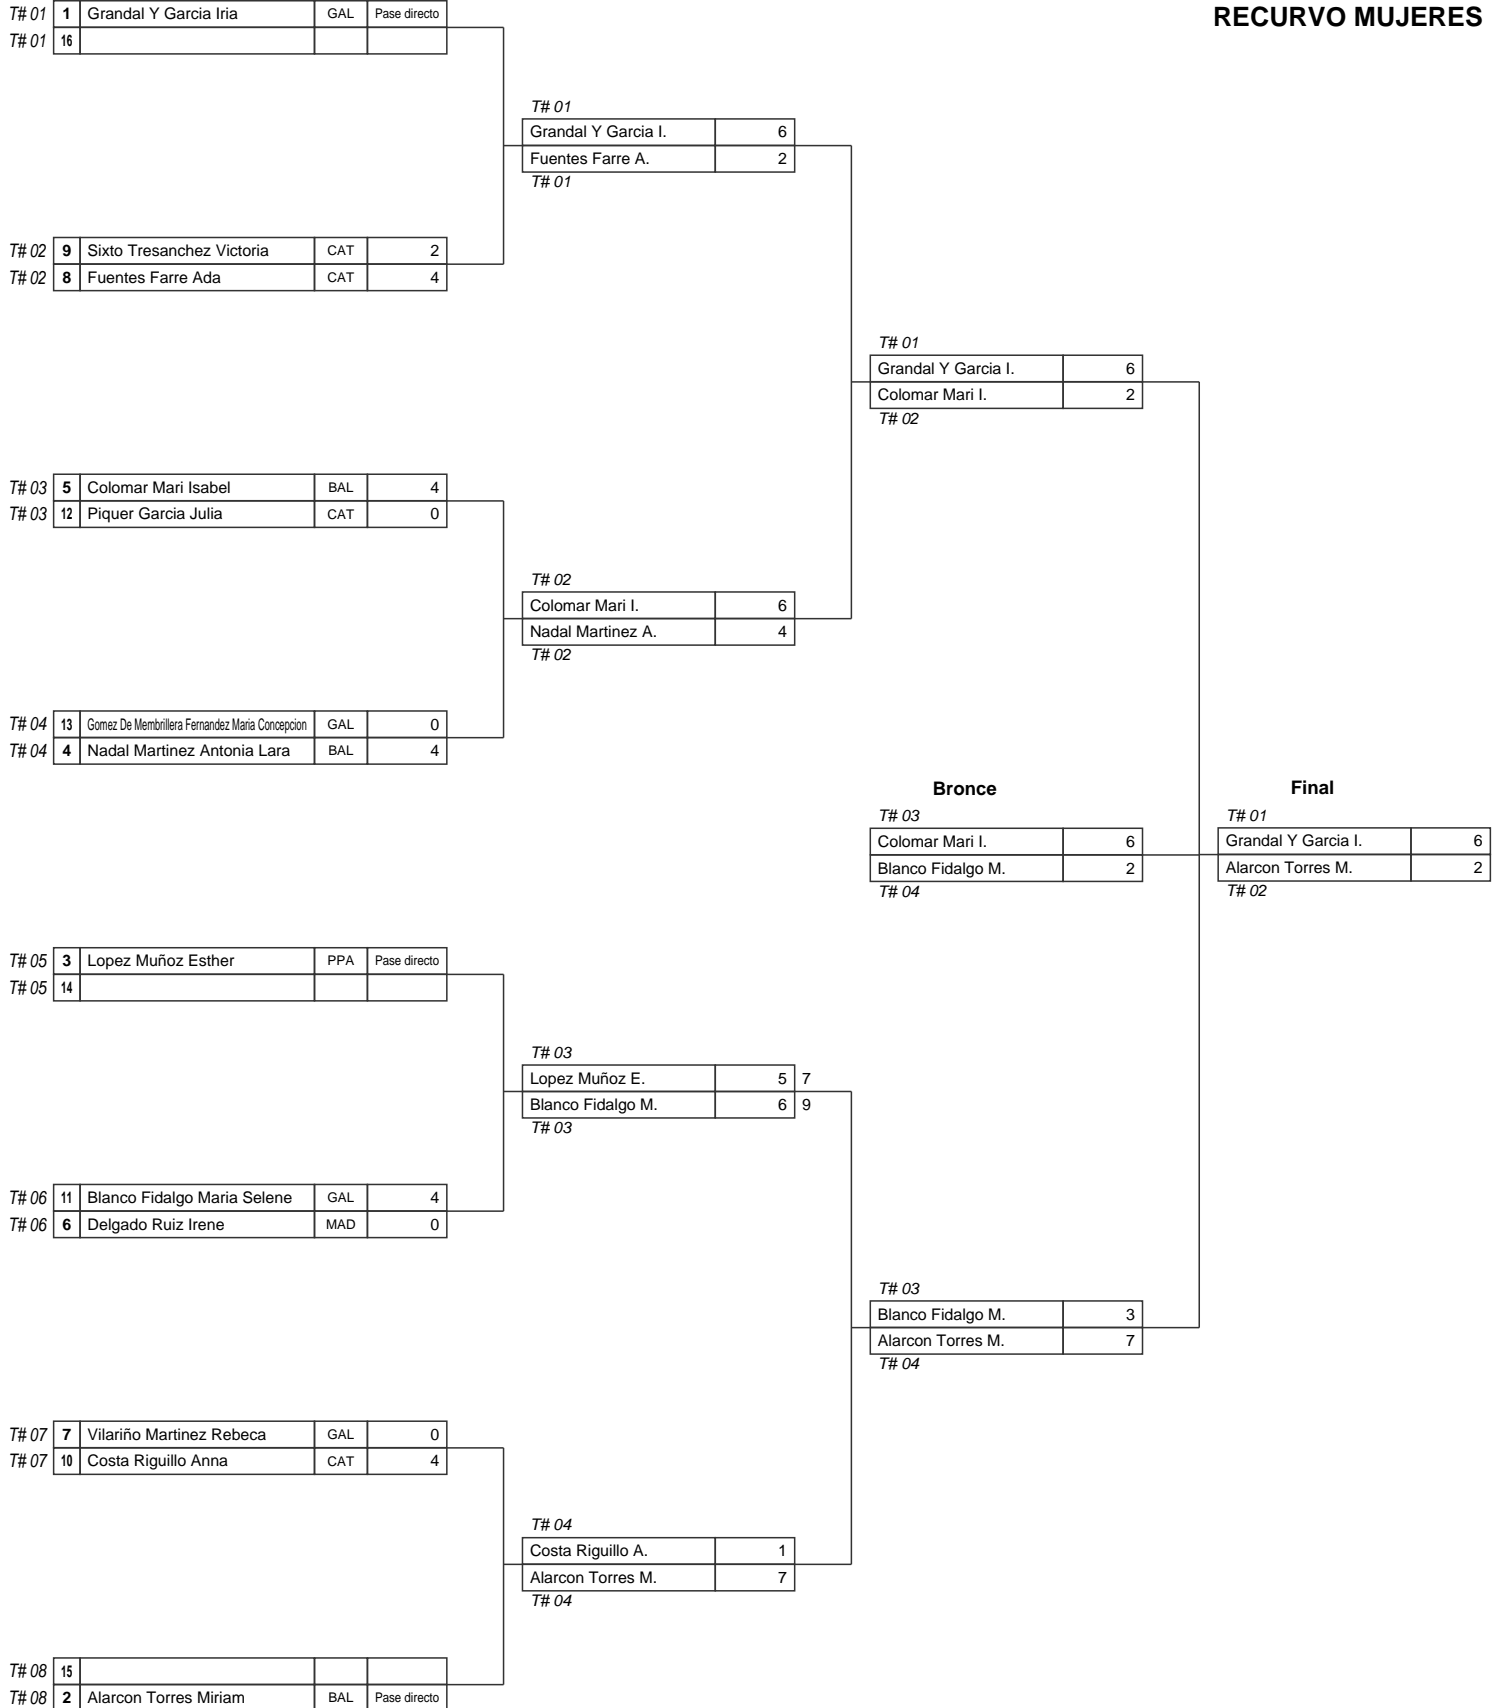 RECURVO MUJERES
T# 01 1 Grandal Y Garcia Iria GAL Pase directo
T# 01 16
T# 01
Grandal Y Garcia I. 6
Fuentes Farre A. 2
T# 01
T# 02 9 Sixto Tresanchez Victoria CAT 2
T# 02 8 Fuentes Farre Ada CAT 4
T# 01
Grandal Y Garcia I. 6
Colomar Mari I. 2
T# 02
T# 03 5 Colomar Mari Isabel BAL 4
T# 03 12 Piquer Garcia Julia CAT 0
T# 02
Colomar Mari I. 6
Nadal Martinez A. 4
T# 02
T# 04 13 Gomez De Membrillera Fernandez Maria Concepcion GAL 0
T# 04 4 Nadal Martinez Antonia Lara BAL 4
Bronce
T# 03
Colomar Mari I. 6
Blanco Fidalgo M. 2
T# 04
Final
T# 01
Grandal Y Garcia I. 6
Alarcon Torres M. 2
T# 02
T# 05 3 Lopez Muñoz Esther PPA Pase directo
T# 05 14
T# 03
Lopez Muñoz E. 5 7
Blanco Fidalgo M. 6 9
T# 03
T# 06 11 Blanco Fidalgo Maria Selene GAL 4
T# 06 6 Delgado Ruiz Irene MAD 0
T# 03
Blanco Fidalgo M. 3
Alarcon Torres M. 7
T# 04
T# 07 7 Vilariño Martinez Rebeca GAL 0
T# 07 10 Costa Riguillo Anna CAT 4
T# 04
Costa Riguillo A. 1
Alarcon Torres M. 7
T# 04
T# 08 15
T# 08 2 Alarcon Torres Miriam BAL Pase directo